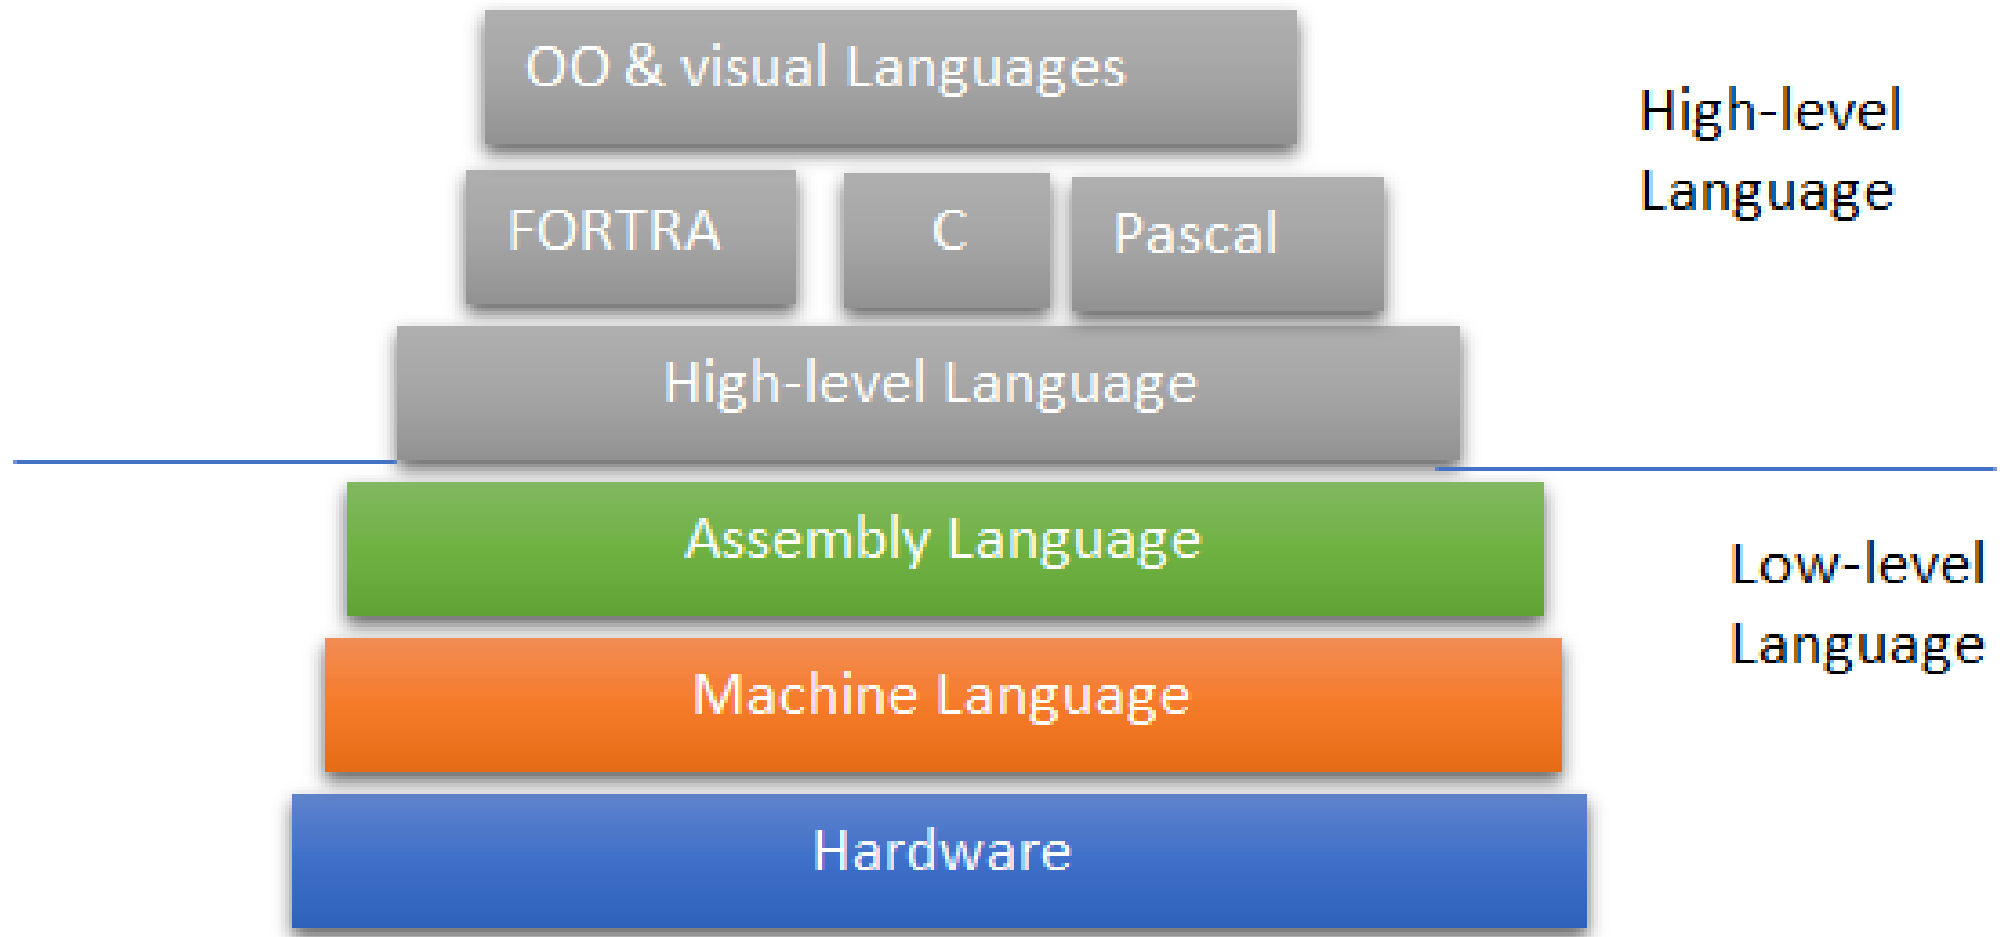 OO & visual Languages
High-level
Language
FORTRA
C
Pascal
High-level Language
Assembly Language
Low-level
Language
Machine Language
Hardware